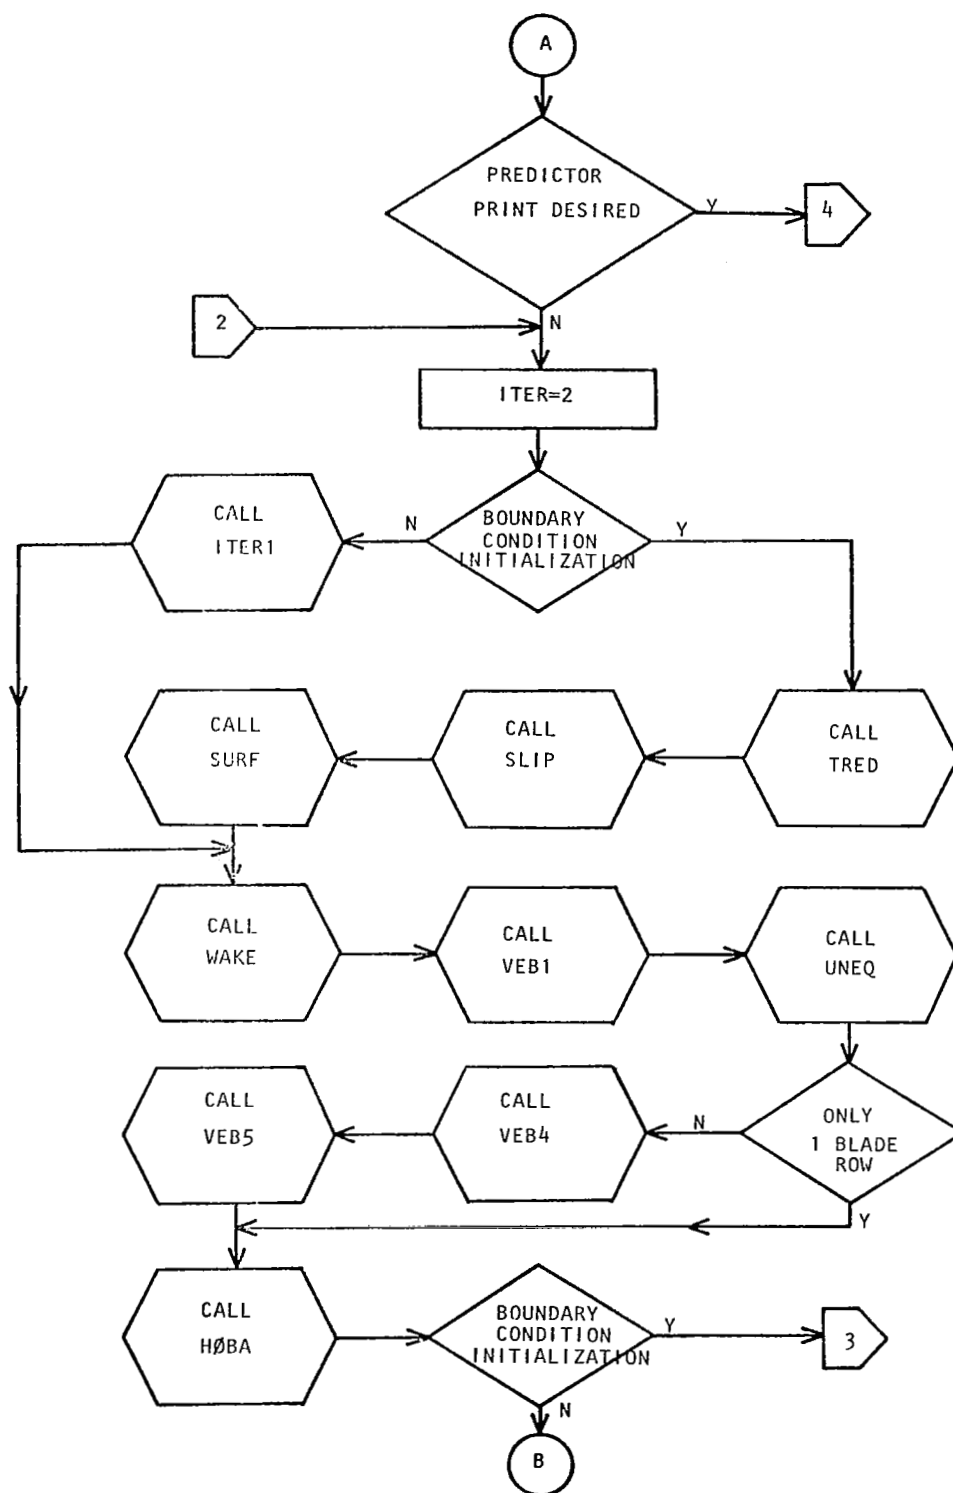 A
PREDICTOR
PRINT DESIRED
Y
4
2
N
ITER=2
CALL
ITER1
N
BOUNDARY
CONDITION
INITIALIZATION
Y
CALL
SURF
CALL
SLIP
CALL
TRED
CALL
WAKE
CALL
VEB1
CALL
UNEQ
CALL
VEB5
CALL
VEB4
N
ONLY
1 BLADE
ROW
Y
CALL
HØBA
BOUNDARY
CONDITION
INITIALIZATION
Y
3
N
B